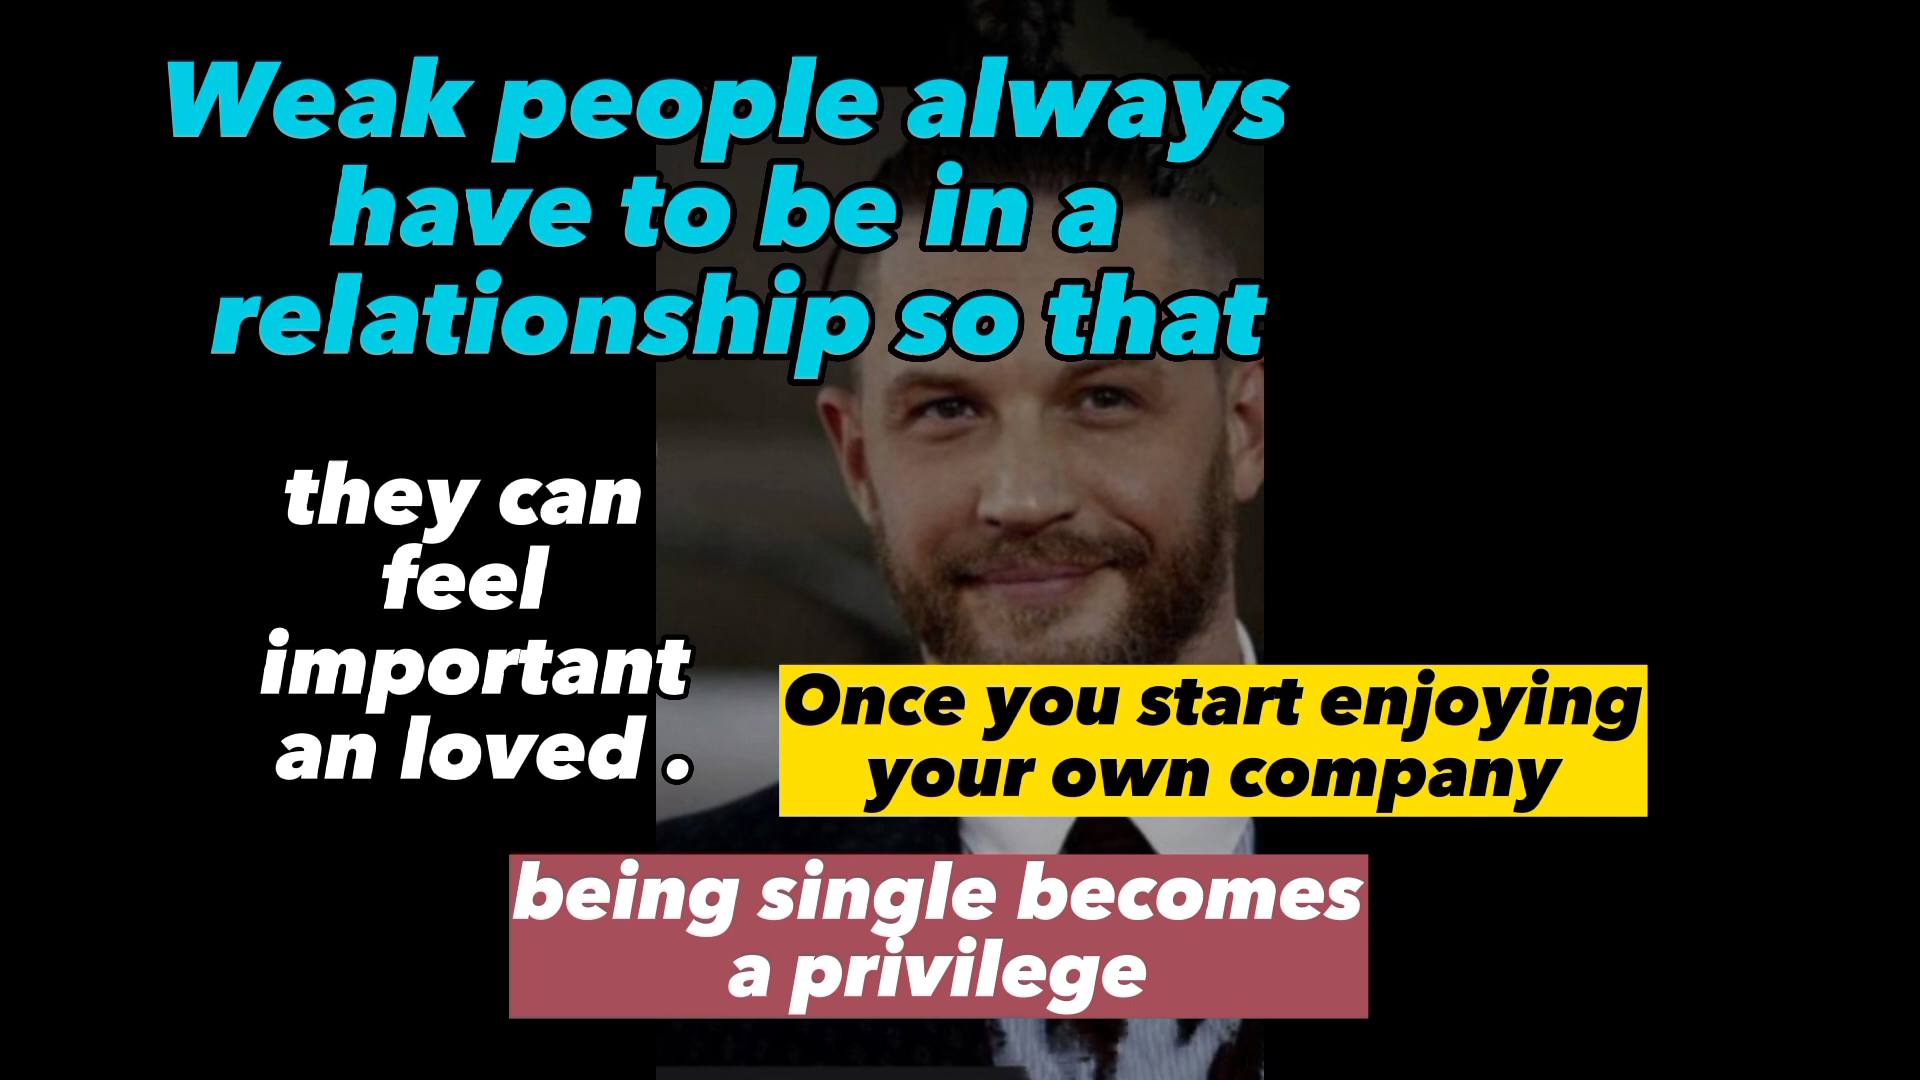 Weak people always
have to be in a
relationship so that
they can
feel
important
an loved .
Once you start enjoying
your own company
being single becomes
a privilege